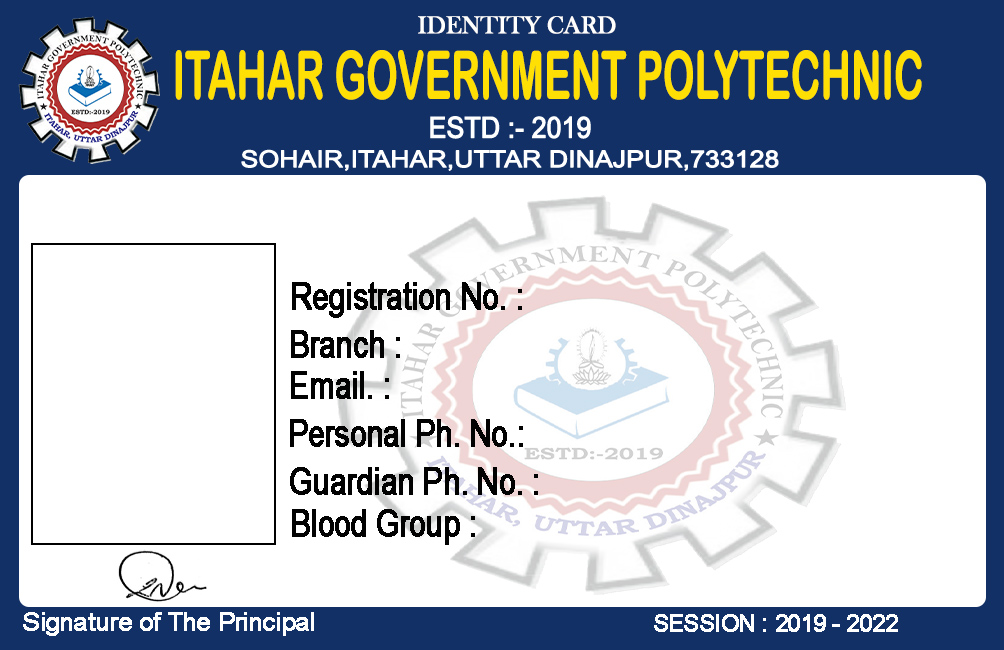 IDENTITY CARD
ITAHAR GOVERNMENT POLYTECHNIC
ESTD :- 2019
SOHAIR,ITAHAR,UTTAR DINAJPUR,733128
ITAHAR GOVERNMENT POLYTECHNIC
ESTD:-2019
ITAHAR, UTTAR DINAJPUR
ITAHAR GOVERNMENT POLYTECHNIC
ESTD:-2019
ITAHAR, UTTAR DINAJPUR
Registration No. :
Branch :
Email. :
Personal Ph. No.:
Guardian Ph. No. :
Blood Group :
Signature of The Principal
SESSION : 2019 - 2022